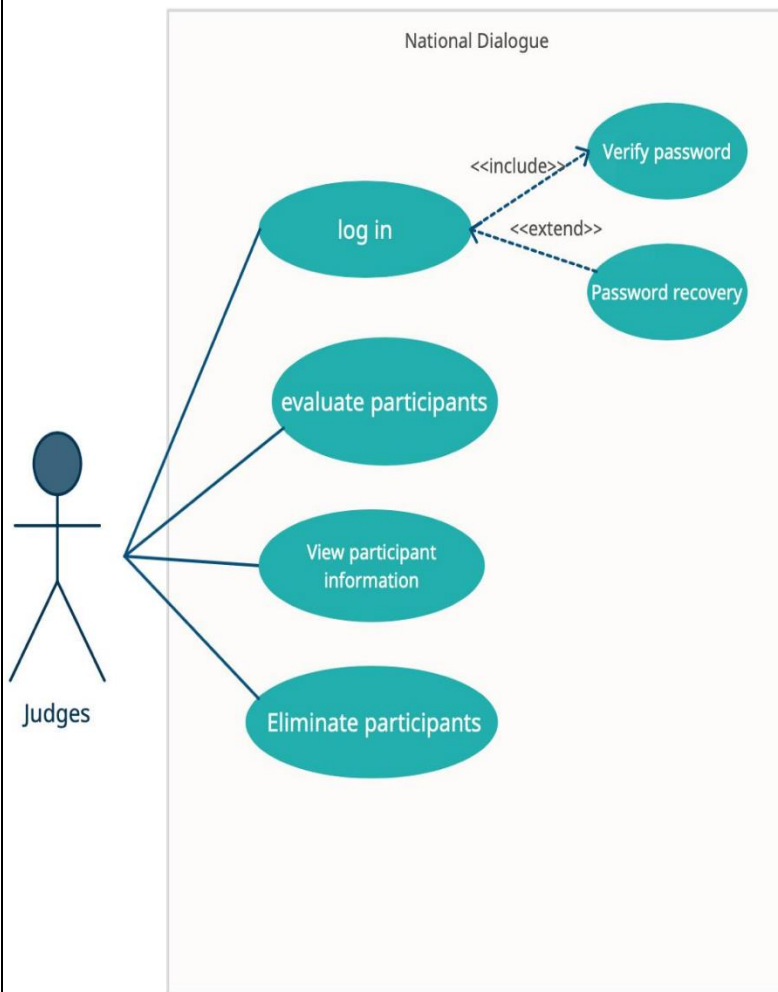 National Dialogue
Verify password
<<include>>
log in
<<extend>>
Password recovery
evaluate participants
View participant
information
Judges
Eliminate participants